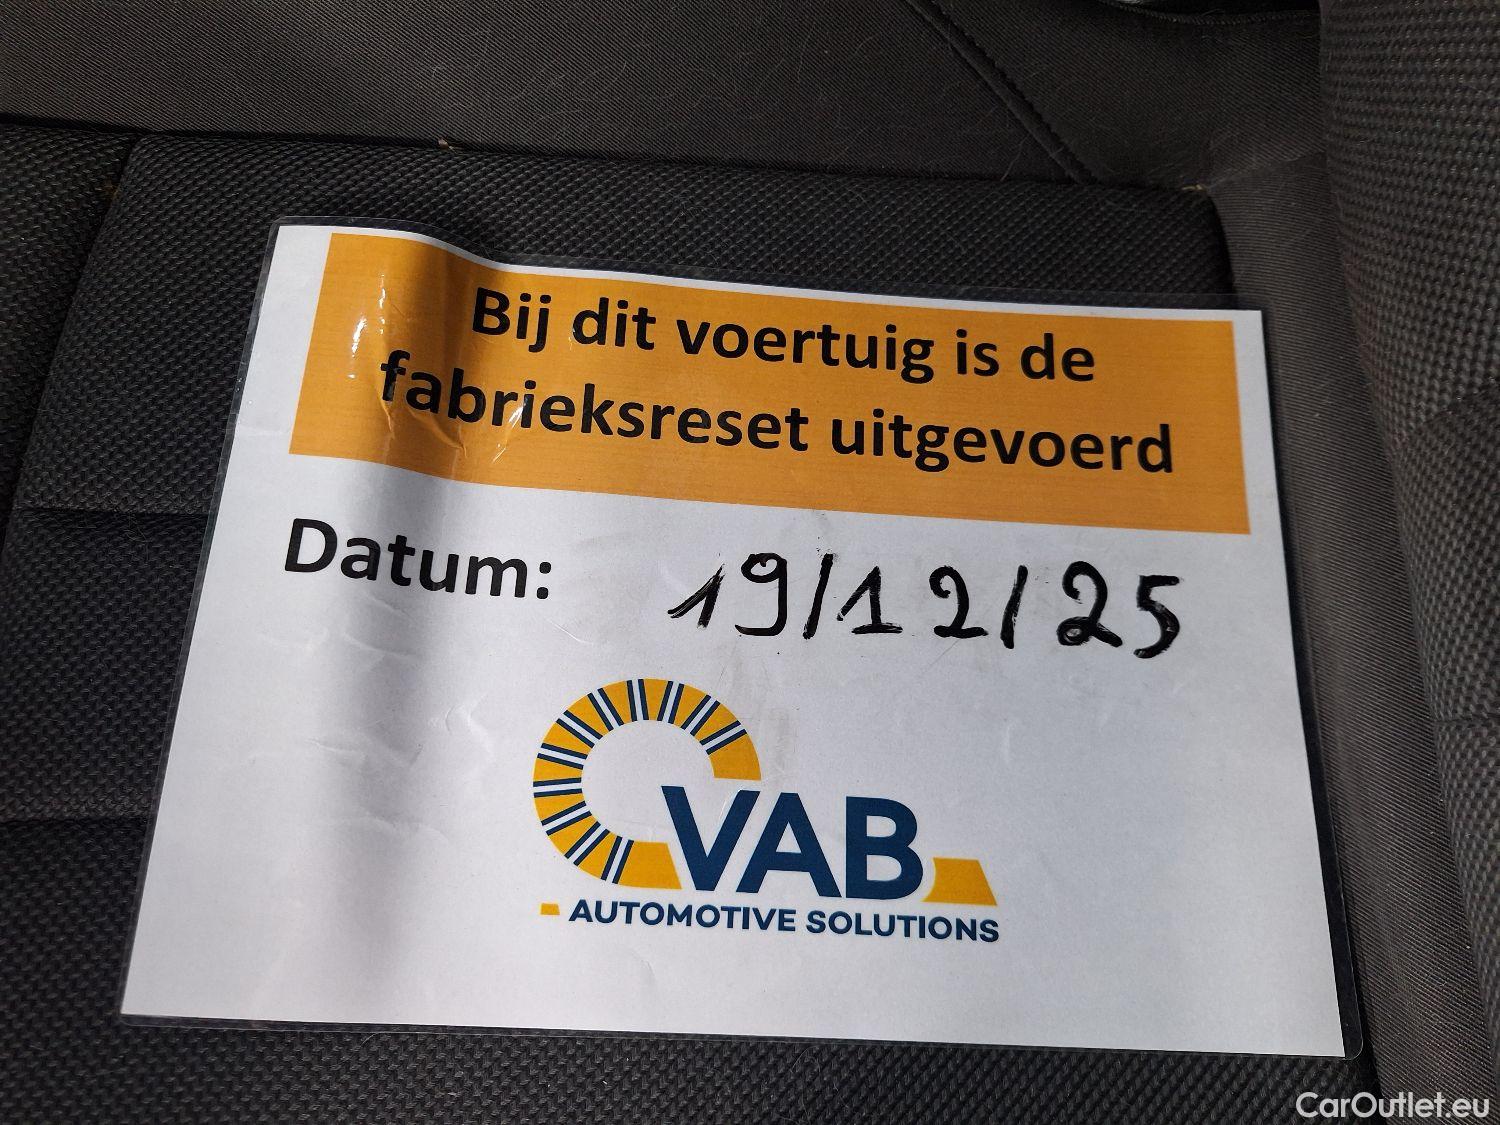 Bij dit voertuig is de
fabrieksreset uitgevoerd
Datum: 19/12/25
VAB
AUTOMOTIVE SOLUTIONS
CarOutlet.eu